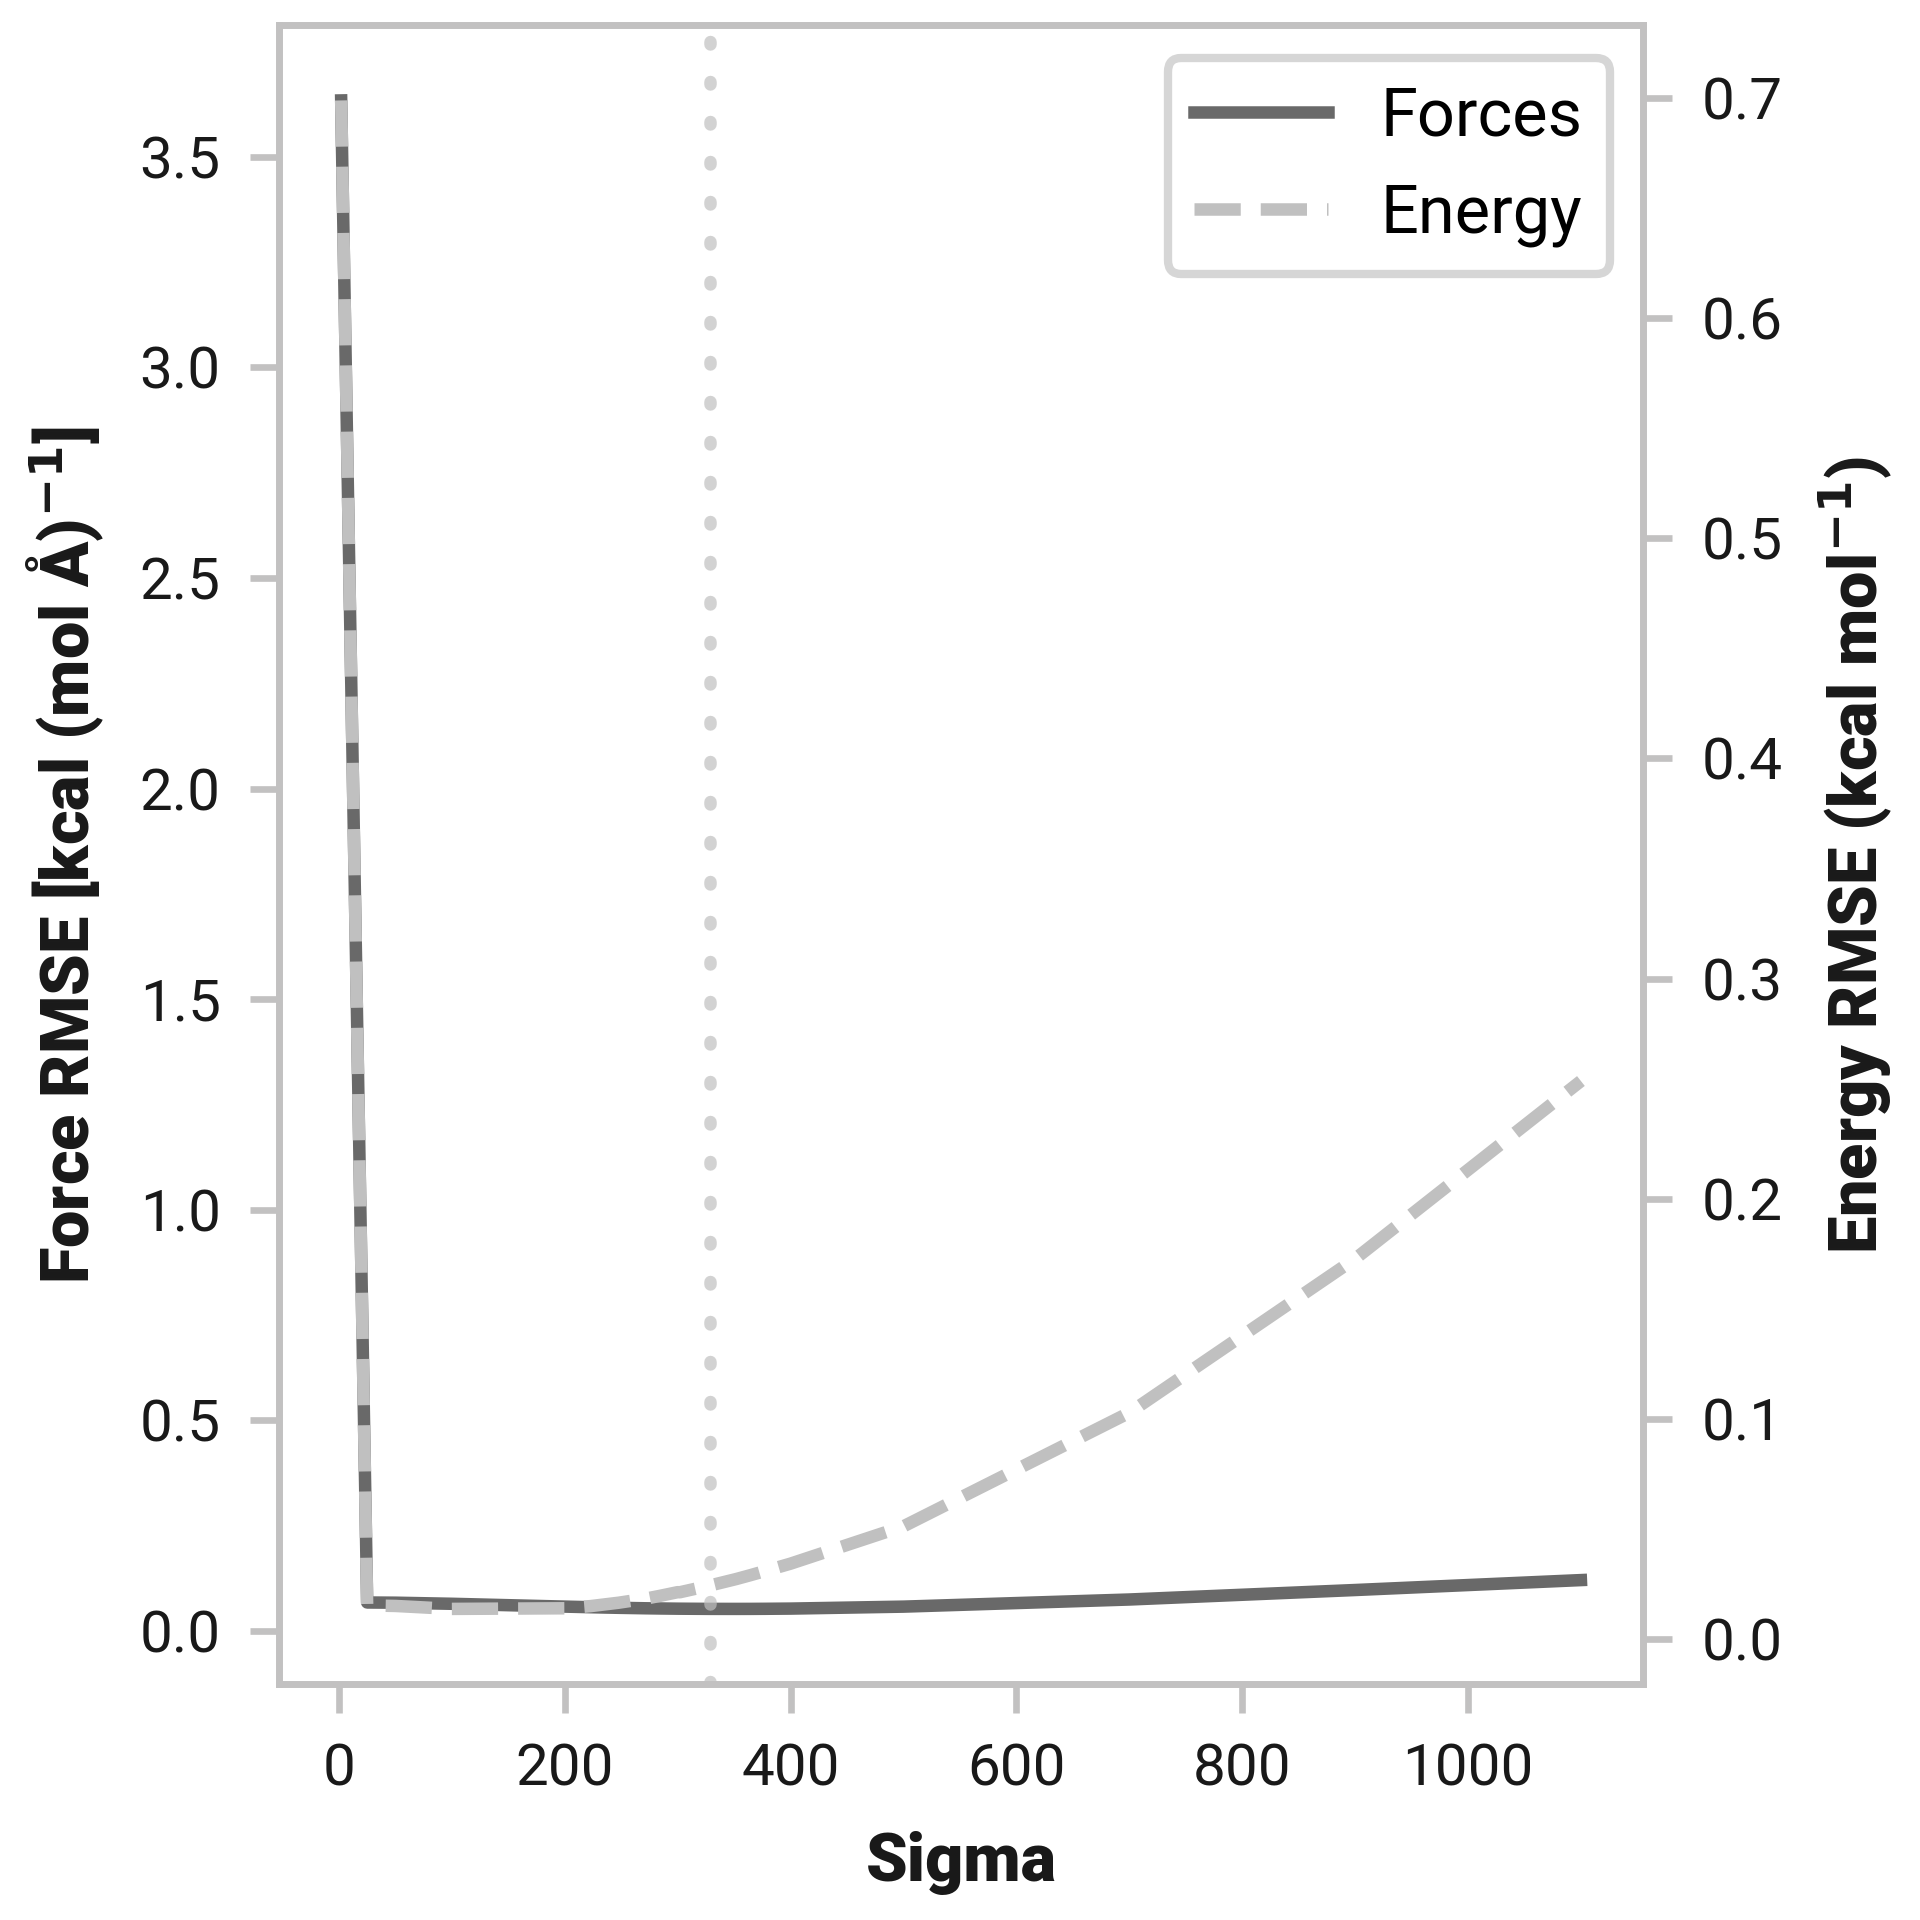 Forces
Energy
3.5
3.0
2.5
2.0
1.5
1.0
0.5
0.0
Force RMSE [kcal (mol Å)⁻¹]
0.7
0.6
0.5
0.4
0.3
0.2
0.1
0.0
Energy RMSE (kcal mol⁻¹)
0 200 400 600 800 1000
Sigma